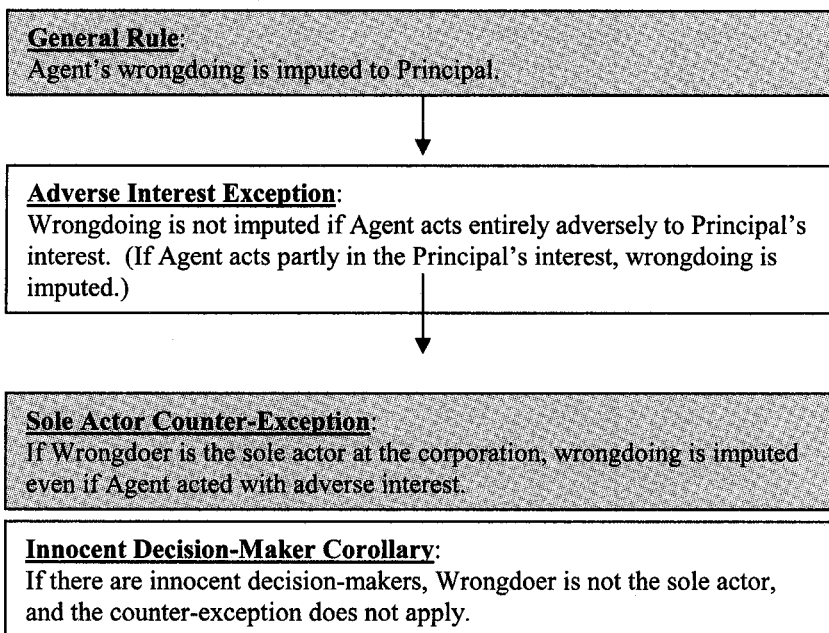 General Rule:
Agent's wrongdoing is imputed to Principal.
Adverse Interest Exception:
Wrongdoing is not imputed if Agent acts entirely adversely to Principal's
interest. (If Agent acts partly in the Principal's interest, wrongdoing is
imputed.)
Sole Actor Counter-Exception:
If Wrongdoer is the sole actor at the corporation, wrongdoing is imputed
even if Agent acted with adverse interest.
Innocent Decision-Maker Corollary:
If there are innocent decision-makers, Wrongdoer is not the sole actor,
and the counter-exception does not apply.